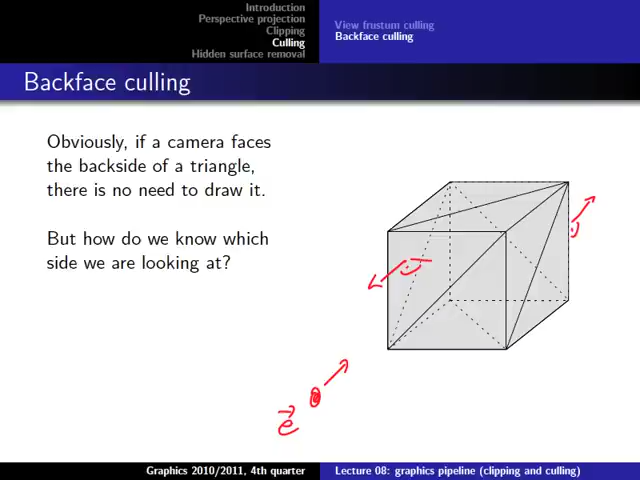 Introduction
Perspective projection
Clipping
Culling
Hidden surface removal
View frustum culling
Backface culling
Backface culling
Obviously, if a camera faces
the backside of a triangle,
there is no need to draw it.
But how do we know which
side we are looking at?
e
Graphics 2010/2011, 4th quarter
Lecture 08: graphics pipeline (clipping and culling)